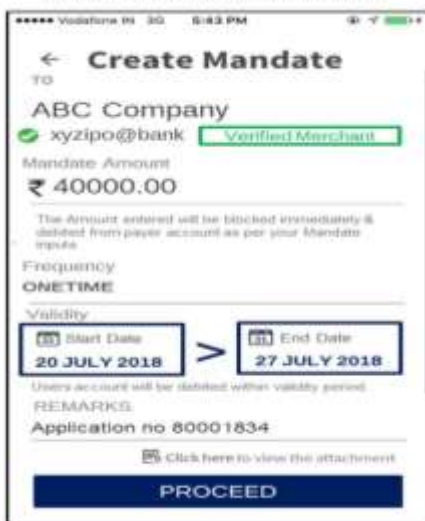 Vodafone IN 3G 5:43 PM
← Create Mandate
TO
ABC Company
xyzipo@bank Verified Merchant
Mandate Amount
₹ 40000.00
The Amount entered will be blocked immediately &
debited from payer account as per your Mandate
inputs
Frequency
ONETIME
Validity
Start Date > End Date
20 JULY 2018 27 JULY 2018
Users account will be debited within validity period
REMARKS
Application no 80001834
Click here to view the attachment
PROCEED